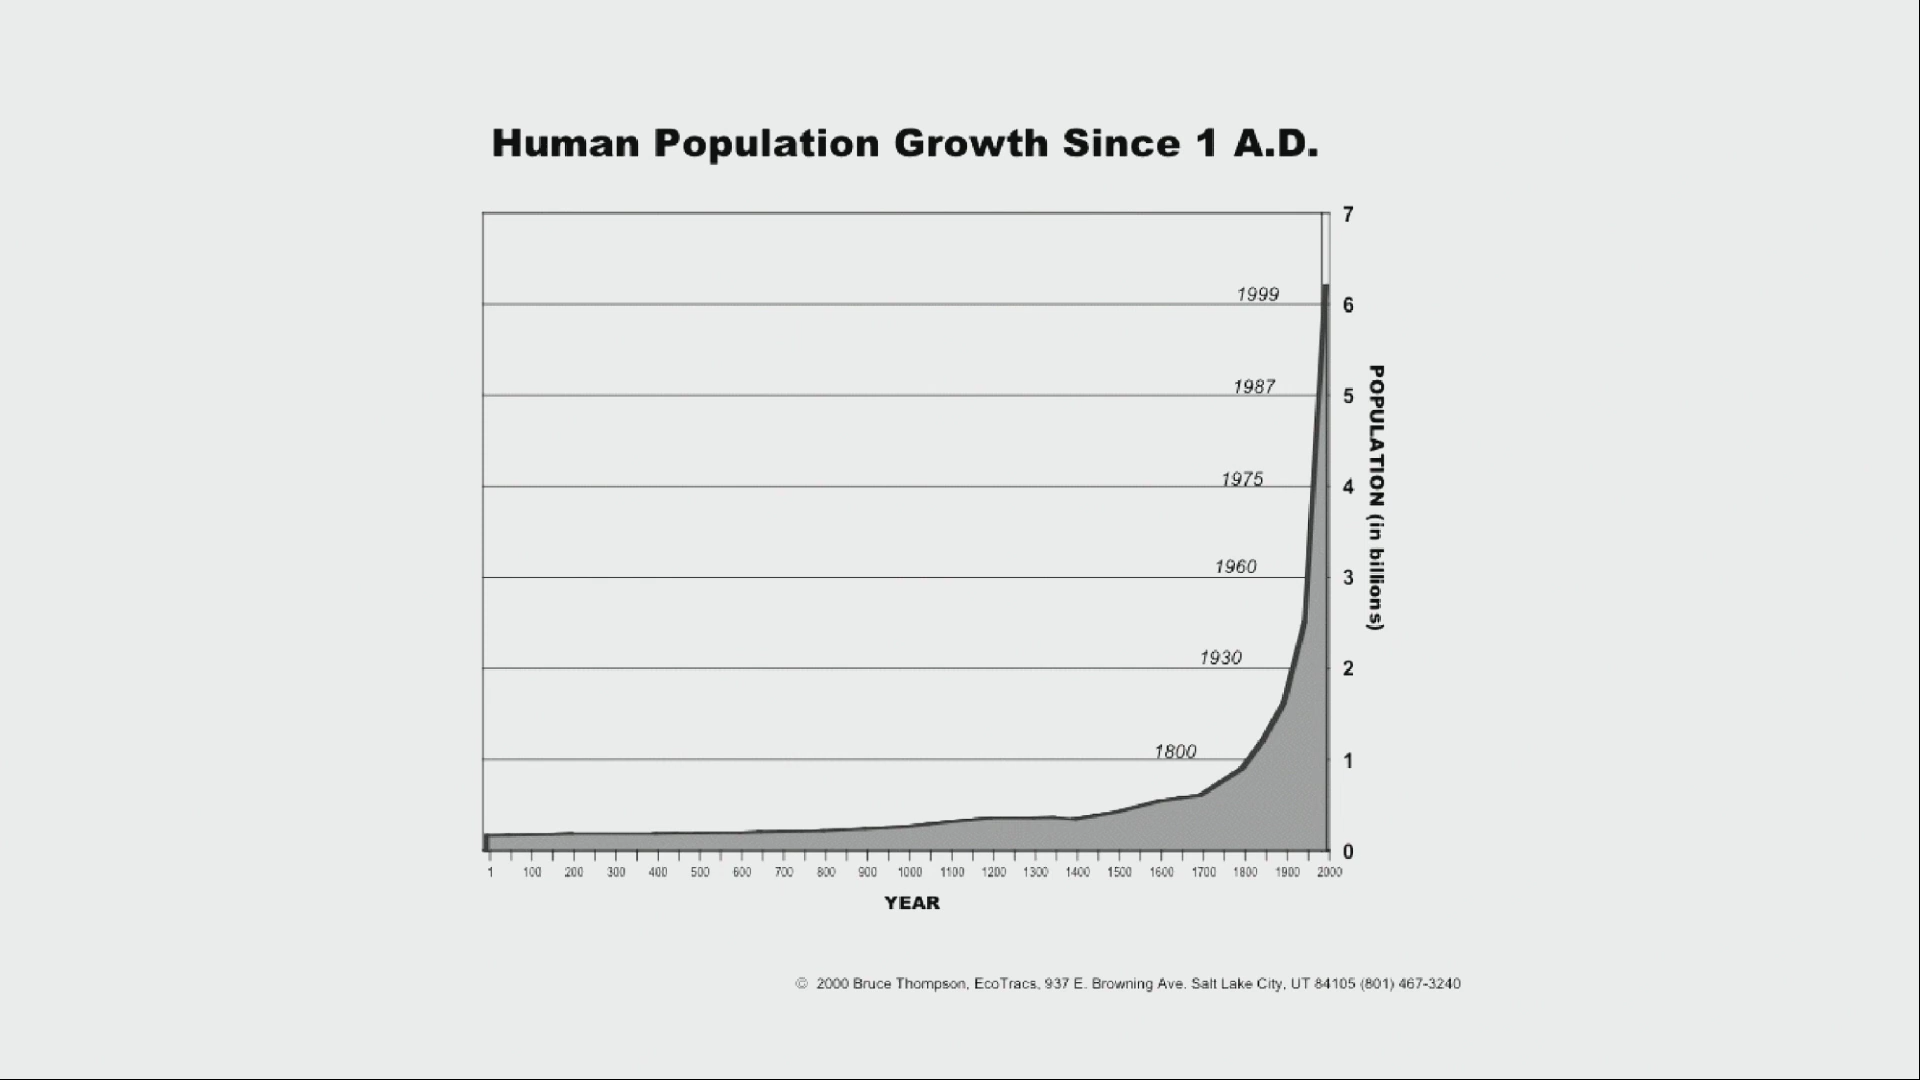 Human Population Growth Since 1 A.D.
7
1999
6
1987
5
1975
4
1960
3
1930
2
1800
1
0
POPULATION (in billions)
1 100 200 300 400 500 600 700 800 900 1000 1100 1200 1300 1400 1500 1600 1700 1800 1900 2000
YEAR
© 2000 Bruce Thompson, EcoTracs, 937 E. Browning Ave. Salt Lake City, UT 84105 (801) 467-3240